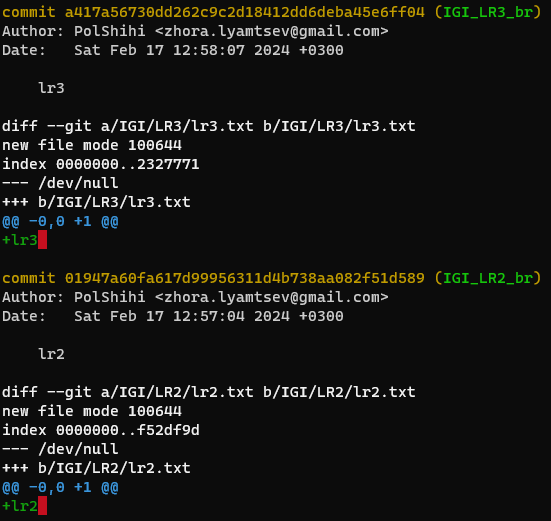 commit a417a56730dd262c9c2d18412dd6deba45e6ff04 (IGI_LR3_br)
Author: PolShihi <zhora.lyamtsev@gmail.com>
Date:   Sat Feb 17 12:58:07 2024 +0300
    lr3
diff --git a/IGI/LR3/lr3.txt b/IGI/LR3/lr3.txt
new file mode 100644
index 0000000..2327771
--- /dev/null
+++ b/IGI/LR3/lr3.txt
@@ -0,0 +1 @@
+lr3
commit 01947a60fa617d99956311d4b738aa082f51d589 (IGI_LR2_br)
Author: PolShihi <zhora.lyamtsev@gmail.com>
Date:   Sat Feb 17 12:57:04 2024 +0300
    lr2
diff --git a/IGI/LR2/lr2.txt b/IGI/LR2/lr2.txt
new file mode 100644
index 0000000..f52df9d
--- /dev/null
+++ b/IGI/LR2/lr2.txt
@@ -0,0 +1 @@
+lr2